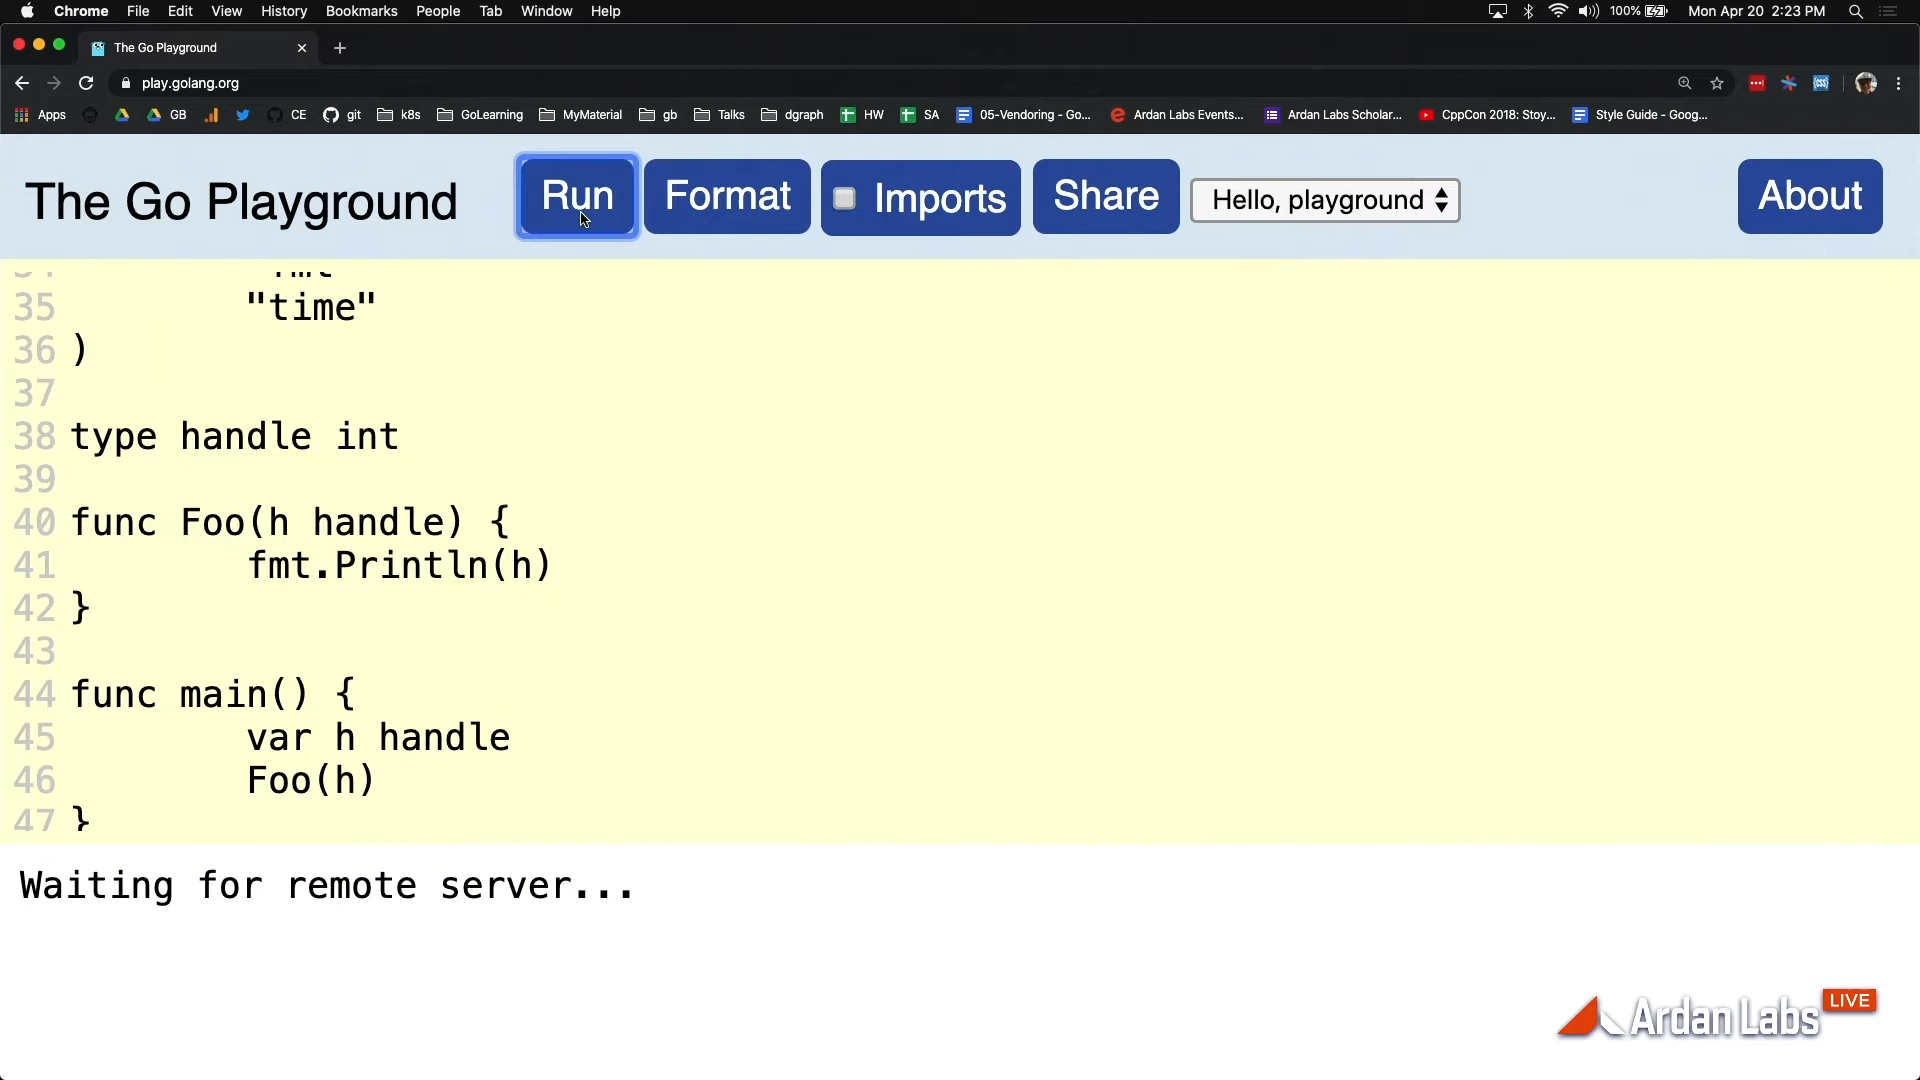 Chrome File Edit View History Bookmarks People Tab Window Help 100% Mon Apr 20 2:23 PM
The Go Playground
play.golang.org
Apps GB CE git k8s GoLearning MyMaterial gb Talks dgraph HW SA 05-Vendoring - Go... Ardan Labs Events... Ardan Labs Scholar... CppCon 2018: Stoy... Style Guide - Goog...
The Go Playground Run Format Imports Share Hello, playground About
35 "time"
36 )
37
38 type handle int
39
40 func Foo(h handle) {
41 fmt.Println(h)
42 }
43
44 func main() {
45 var h handle
46 Foo(h)
47 }
Waiting for remote server...
Ardan Labs LIVE